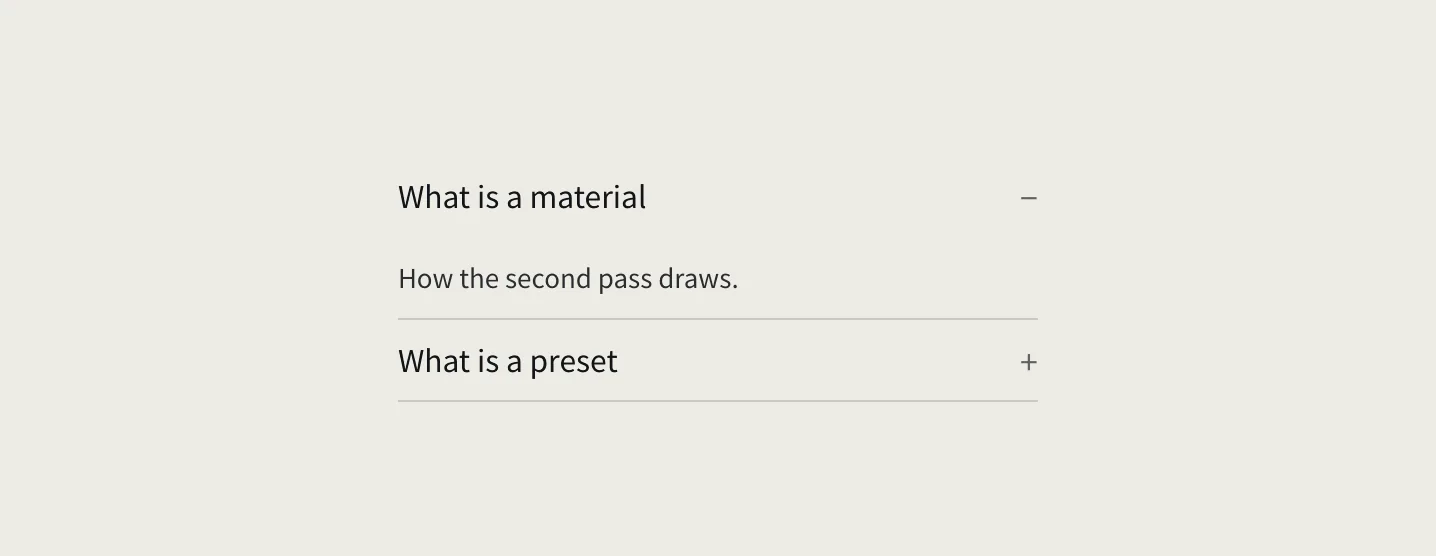 What is a material −
How the second pass draws.
What is a preset +